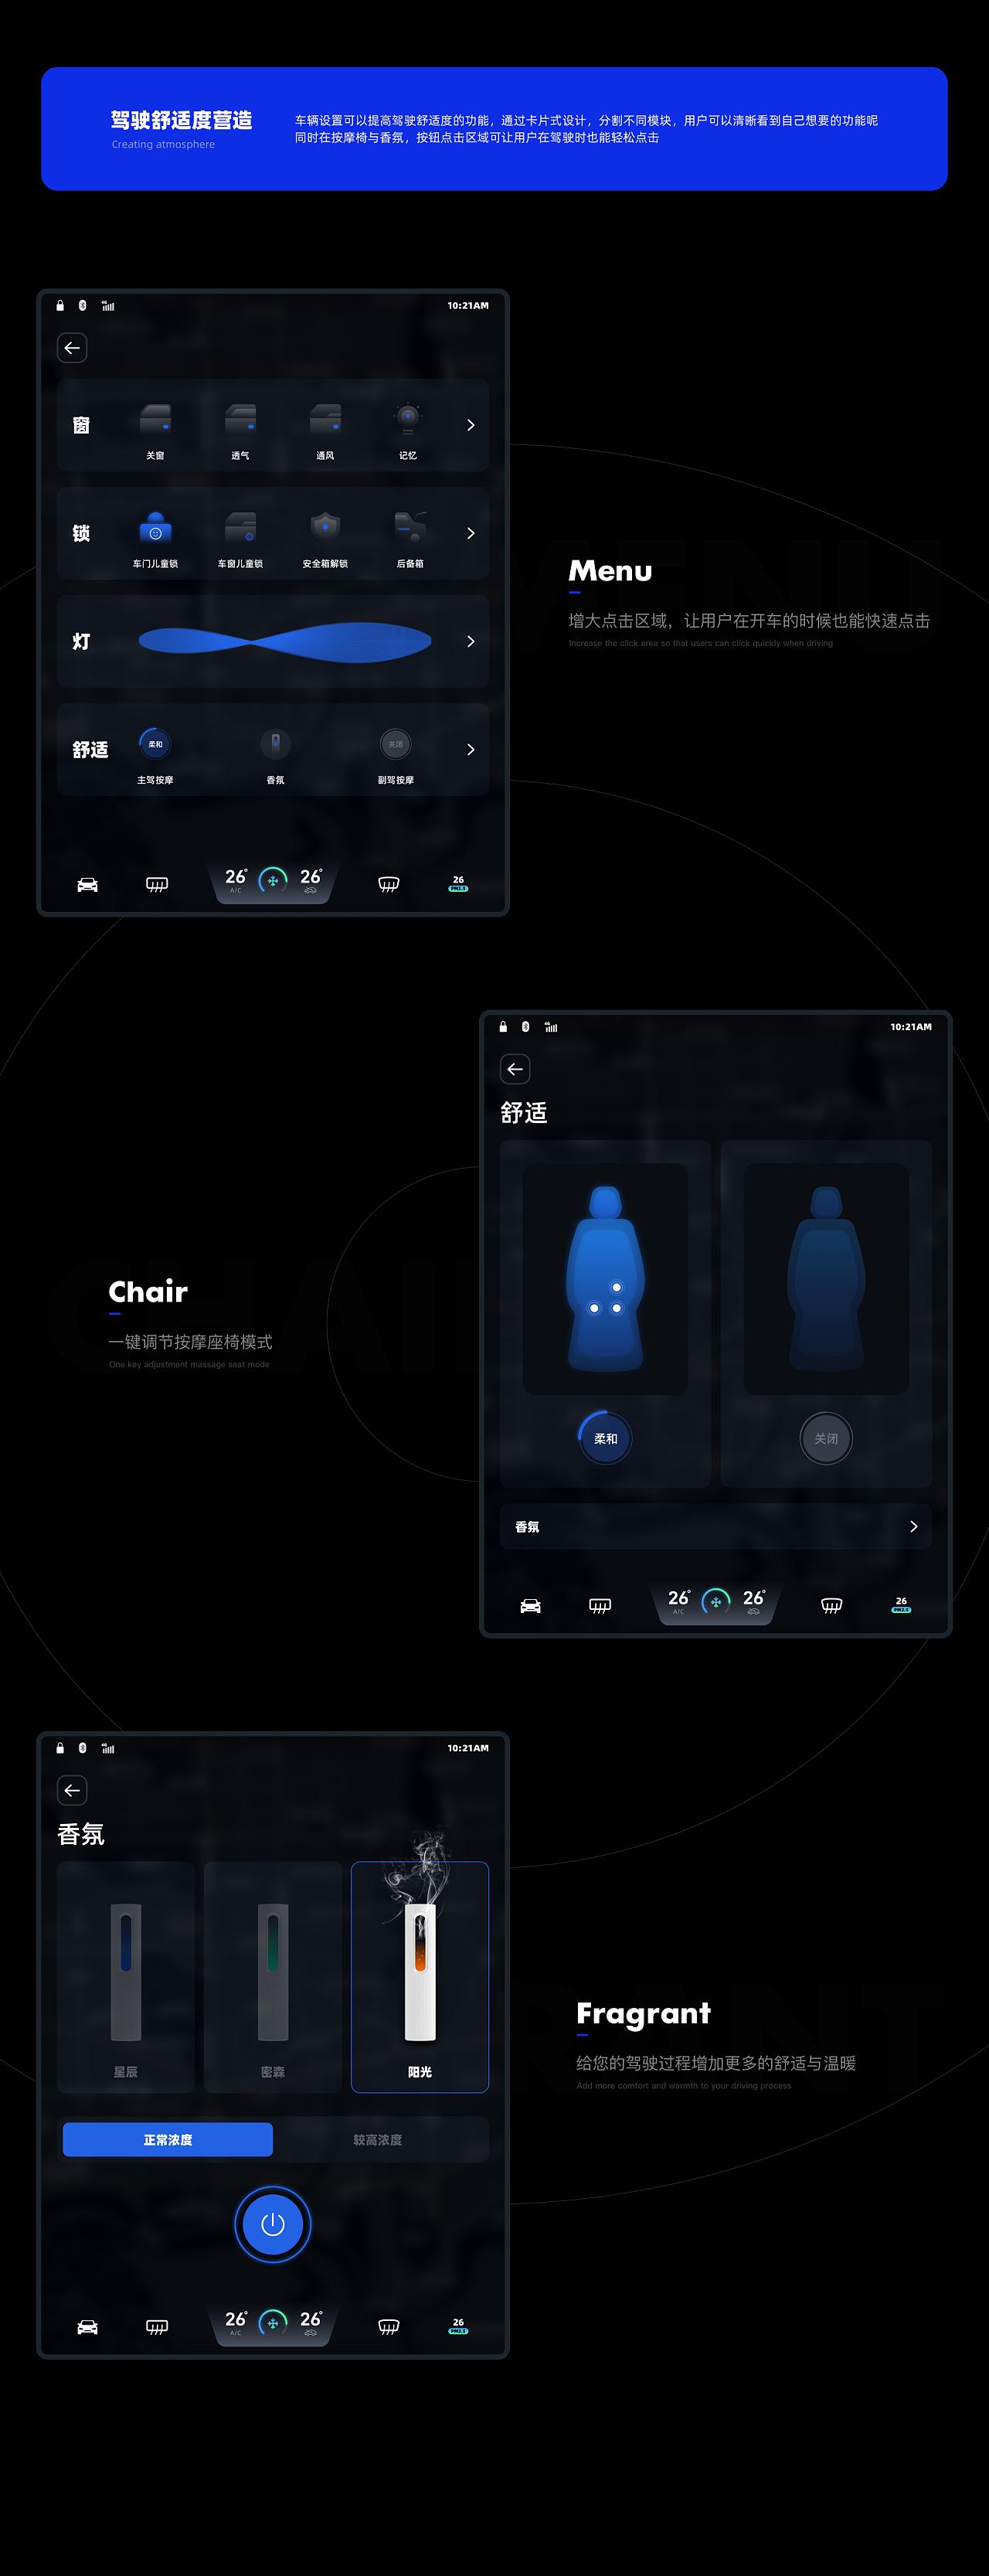 驾驶舒适度营造
Creating atmosphere
车辆设置可以提高驾驶舒适度的功能，通过卡片式设计，分割不同模块，用户可以清晰看到自己想要的功能呢
同时在按摩椅与香氛，按钮点击区域可让用户在驾驶时也能轻松点击
4G
10:21AM
窗
关窗
透气
通风
记忆
锁
车门儿童锁
车窗儿童锁
安全箱解锁
后备箱
灯
舒适
柔和
主驾按摩
香氛
关闭
副驾按摩
26°
A/C
26°
26
PM2.5
MENU
Menu
增大点击区域，让用户在开车的时候也能快速点击
Increase the click area so that users can click quickly when driving
4G
10:21AM
舒适
柔和
关闭
香氛
26°
A/C
26°
26
PM2.5
CHAIR
Chair
一键调节按摩座椅模式
One key adjustment massage seat mode
4G
10:21AM
香氛
星辰
密森
阳光
正常浓度
较高浓度
26°
A/C
26°
26
PM2.5
RANT
Fragrant
给您的驾驶过程增加更多的舒适与温暖
Add more comfort and warmth to your driving process